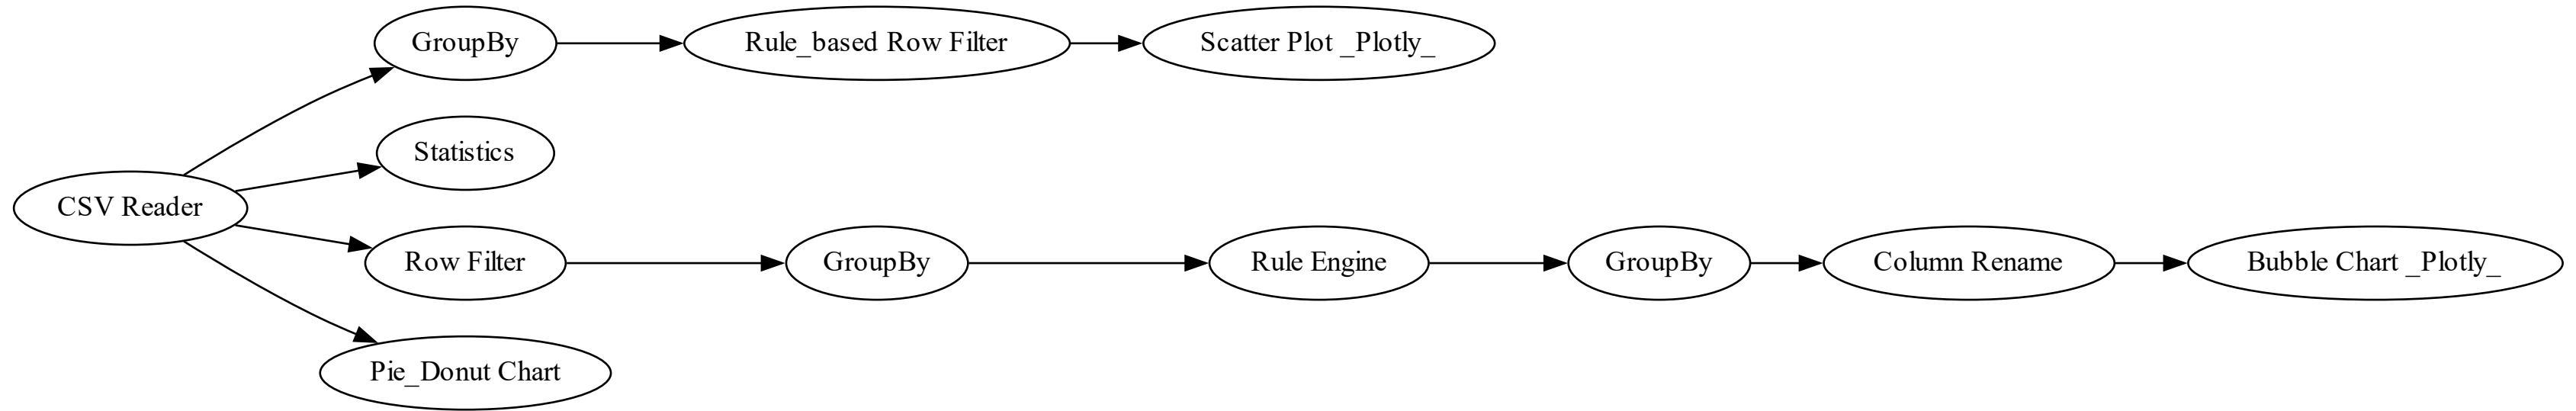 GroupBy
Rule_based Row Filter
Scatter Plot _Plotly_
Statistics
CSV Reader
Row Filter
GroupBy
Rule Engine
GroupBy
Column Rename
Bubble Chart _Plotly_
Pie_Donut Chart